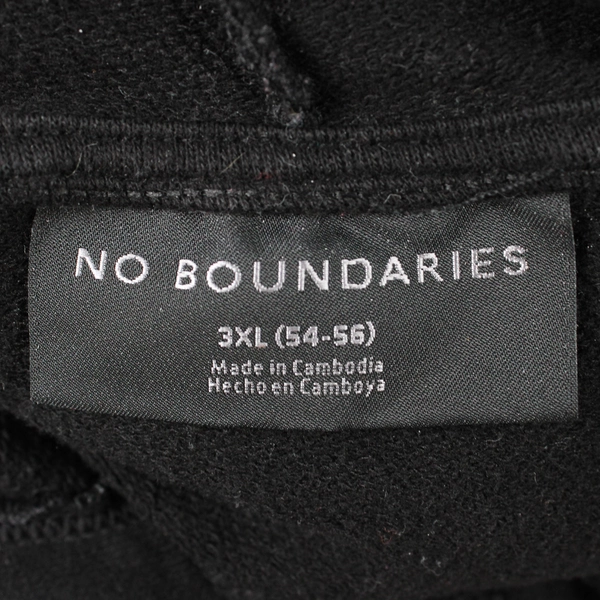 NO BOUNDARIES
3XL (54-56)
Made in Cambodia
Hecho en Camboya